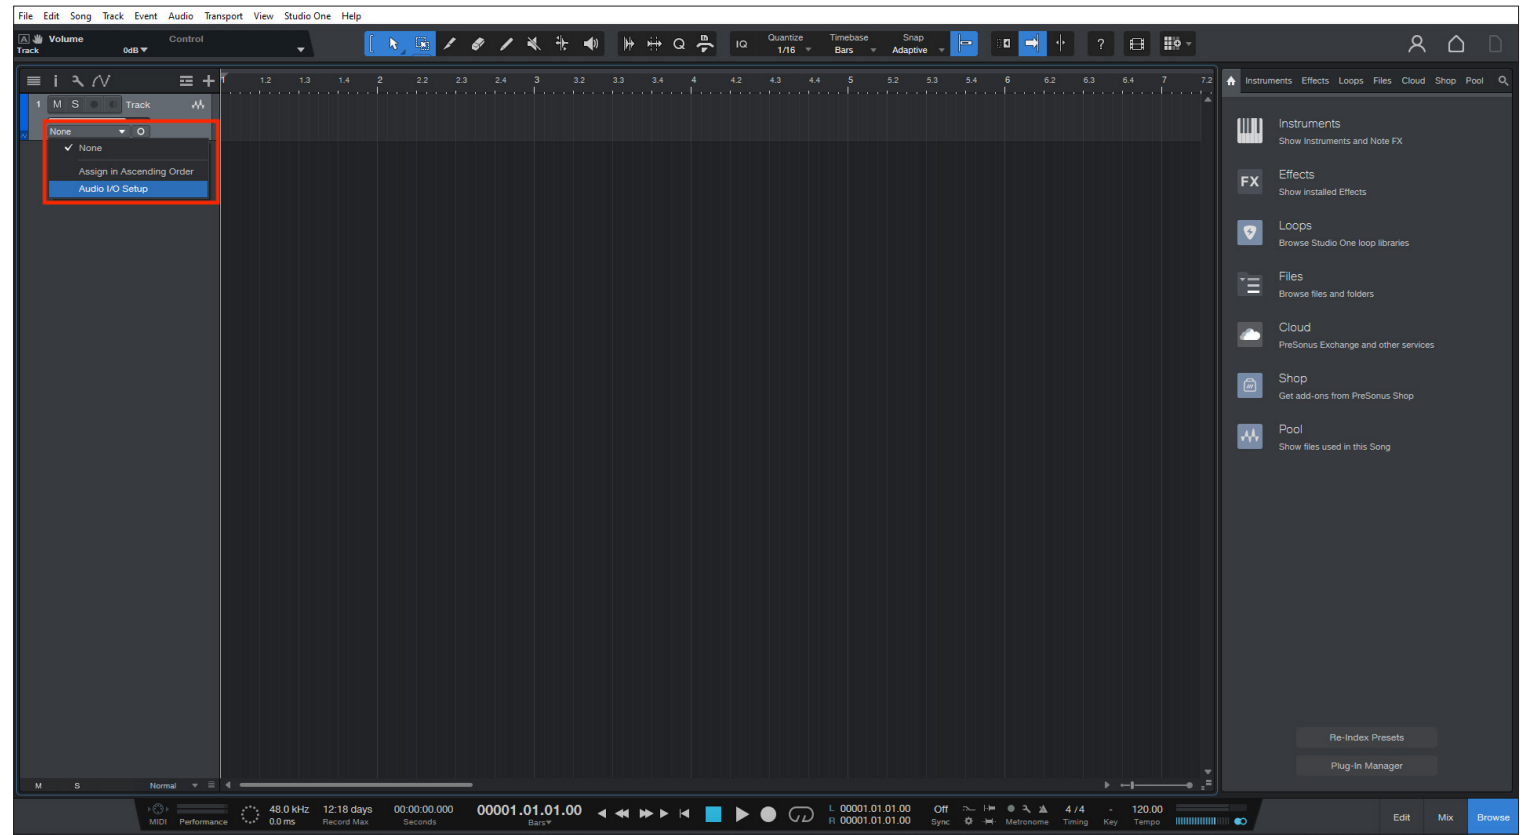 File Edit Song Track Event Audio Transport View Studio One Help
A Volume Control
Track 0dB
IQ Quantize Timebase Snap ?
1/16 Bars Adaptive
1 1.2 1.3 1.4 2 2.2 2.3 2.4 3 3.2 3.3 3.4 4 4.2 4.3 4.4 5 5.2 5.3 5.4 6 6.2 6.3 6.4 7 7.2
Instruments Effects Loops Files Cloud Shop Pool
1 M S Track
None
None
Assign in Ascending Order
Audio I/O Setup
Instruments
Show Instruments and Note FX
FX
Effects
Show installed Effects
Loops
Browse Studio One loop libraries
Files
Browse files and folders
Cloud
PreSonus Exchange and other services
Shop
Get add-ons from PreSonus Shop
Pool
Show files used in this Song
Re-Index Presets
Plug-In Manager
M S Normal
48.0 kHz 12:18 days 00:00:00.000 00001.01.01.00 L 00001.01.01.00 Off 4 / 4 - 120.00
MIDI Performance 0.0 ms Record Max Seconds Bars R 00001.01.01.00 Sync Metronome Timing Key Tempo
Edit Mix Browse